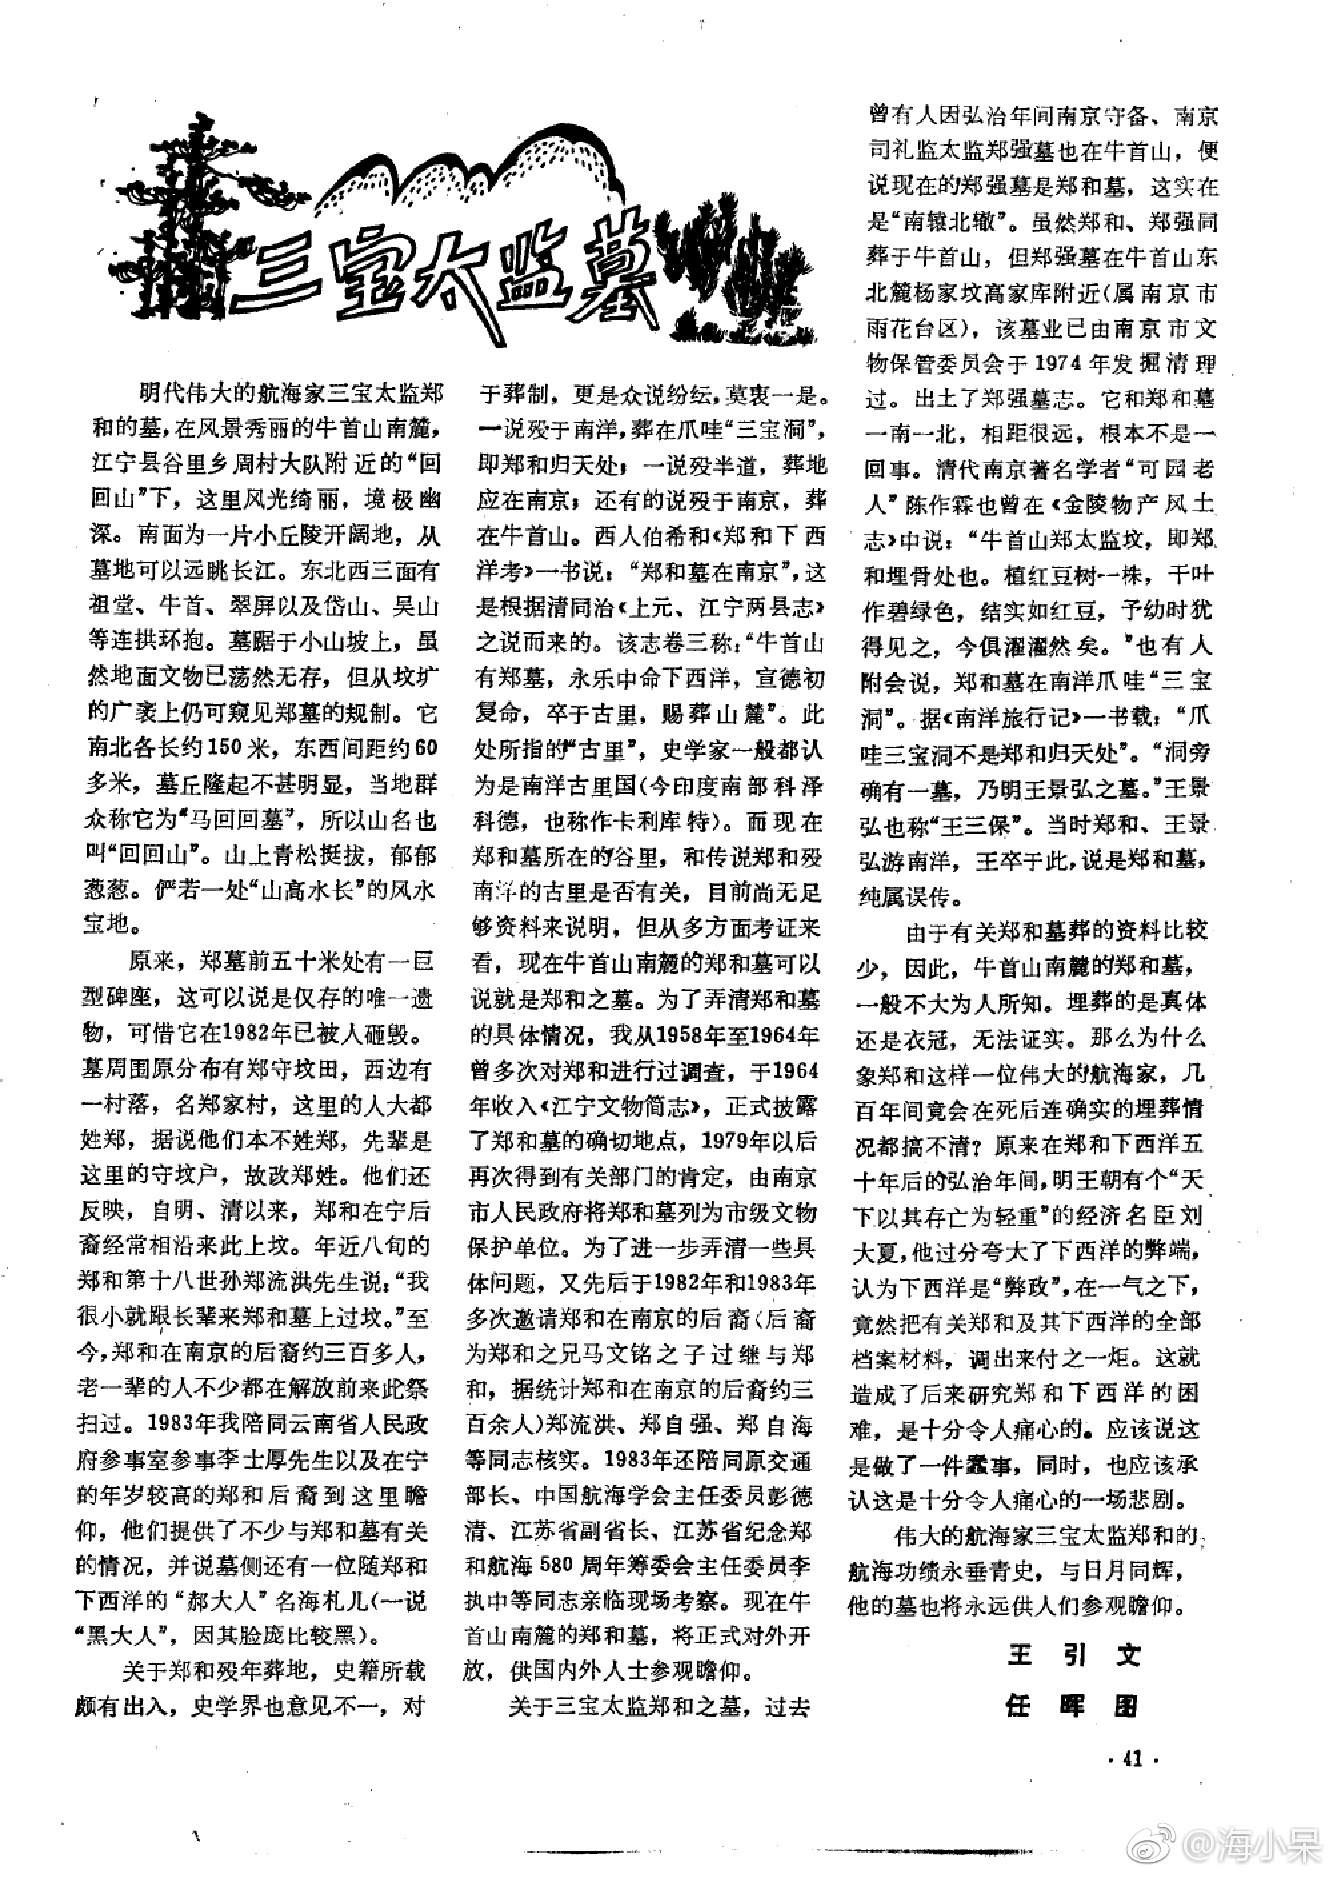 三宝太监墓
明代伟大的航海家三宝太监郑
和的墓，在风景秀丽的牛首山南麓，
江宁县谷里乡周村大队附近的“回
回山”下，这里风光绮丽，境极幽
深。南面为一片小丘陵开阔地，从
墓地可以远眺长江。东北西三面有
祖堂、牛首、翠屏以及岱山、吴山
等连拱环抱。墓踞于小山坡上，虽
然地面文物已荡然无存，但从坟圹
的广袤上仍可窥见郑墓的规制。它
南北各长约150米，东西间距约60
多米，墓丘隆起不甚明显，当地群
众称它为“马回回墓”，所以山名也
叫“回回山”。山上青松挺拔，郁郁
葱葱。俨若一处“山高水长”的风水
宝地。
原来，郑墓前五十米处有一巨
型碑座，这可以说是仅存的唯一遗
物，可惜它在1982年已被人砸毁。
墓周围原分布有郑守坟田，西边有
一村落，名郑家村，这里的人大都
姓郑，据说他们本不姓郑，先辈是
这里的守坟户，故改郑姓。他们还
反映，自明、清以来，郑和在宁后
裔经常相沿来此上坟。年近八旬的
郑和第十八世孙郑流洪先生说：“我
很小就跟长辈来郑和墓上过坟。”至
今，郑和在南京的后裔约三百多人，
老一辈的人不少都在解放前来此祭
扫过。1983年我陪同云南省人民政
府参事室参事李士厚先生以及在宁
的年岁较高的郑和后裔到这里瞻
仰，他们提供了不少与郑和墓有关
的情况，并说墓侧还有一位随郑和
下西洋的“郝大人”名海札儿（一说
“黑大人”，因其脸庞比较黑）。
关于郑和殁年葬地，史籍所载
颇有出入，史学界也意见不一，对
于葬制，更是众说纷纭，莫衷一是。
一说殁于南洋，葬在爪哇“三宝洞”，
即郑和归天处；一说殁半道，葬地
应在南京；还有的说殁于南京，葬
在牛首山。西人伯希和《郑和下西
洋考》一书说：“郑和墓在南京”，这
是根据清同治《上元、江宁两县志》
之说而来的。该志卷三称：“牛首山
有郑墓，永乐中命下西洋，宣德初
复命，卒于古里，赐葬山麓”。此
处所指的“古里”，史学家一般都认
为是南洋古里国（今印度南部科泽
科德，也称作卡利库特）。而现在
郑和墓所在的谷里，和传说郑和殁
南洋的古里是否有关，目前尚无足
够资料来说明，但从多方面考证来
看，现在牛首山南麓的郑和墓可以
说就是郑和之墓。为了弄清郑和墓
的具体情况，我从1958年至1964年
曾多次对郑和进行过调查，于1964
年收入《江宁文物简志》，正式披露
了郑和墓的确切地点，1979年以后
再次得到有关部门的肯定，由南京
市人民政府将郑和墓列为市级文物
保护单位。为了进一步弄清一些具
体问题，又先后于1982年和1983年
多次邀请郑和在南京的后裔（后裔
为郑和之兄马文铭之子过继与郑
和，据统计郑和在南京的后裔约三
百余人）郑流洪、郑自强、郑自海
等同志核实。1983年还陪同原交通
部长、中国航海学会主任委员彭德
清、江苏省副省长、江苏省纪念郑
和航海580周年筹委会主任委员李
执中等同志亲临现场考察。现在牛
首山南麓的郑和墓，将正式对外开
放，供国内外人士参观瞻仰。
关于三宝太监郑和之墓，过去
曾有人因弘治年间南京守备、南京
司礼监太监郑强墓也在牛首山，便
说现在的郑强墓是郑和墓，这实在
是“南辕北辙”。虽然郑和、郑强同
葬于牛首山，但郑强墓在牛首山东
北麓杨家坟高家库附近（属南京市
雨花台区），该墓业已由南京市文
物保管委员会于1974年发掘清理
过。出土了郑强墓志。它和郑和墓
一南一北，相距很远，根本不是一
回事。清代南京著名学者“可园老
人”陈作霖也曾在《金陵物产风土
志》中说：“牛首山郑太监坟，即郑
和埋骨处也。植红豆树一株，干叶
作碧绿色，结实如红豆，予幼时犹
得见之，今俱濯濯然矣。”也有人
附会说，郑和墓在南洋爪哇“三宝
洞”。据《南洋旅行记》一书载：“爪
哇三宝洞不是郑和归天处”。“洞旁
确有一墓，乃明王景弘之墓。”王景
弘也称“王三保”。当时郑和、王景
弘游南洋，王卒于此，说是郑和墓，
纯属误传。
由于有关郑和墓葬的资料比较
少，因此，牛首山南麓的郑和墓，
一般不大为人所知。埋葬的是真体
还是衣冠，无法证实。那么为什么
象郑和这样一位伟大的航海家，几
百年间竟会在死后连确实的埋葬情
况都搞不清？原来在郑和下西洋五
十年后的弘治年间，明王朝有个“天
下以其存亡为轻重”的经济名臣刘
大夏，他过分夸大了下西洋的弊端，
认为下西洋是“弊政”，在一气之下，
竟然把有关郑和及其下西洋的全部
档案材料，调出来付之一炬。这就
造成了后来研究郑和下西洋的困
难，是十分令人痛心的。应该说这
是做了一件蠢事，同时，也应该承
认这是十分令人痛心的一场悲剧。
伟大的航海家三宝太监郑和的
航海功绩永垂青史，与日月同辉，
他的墓也将永远供人们参观瞻仰。
王 引 文
任 晖 图
·41·
@海小呆